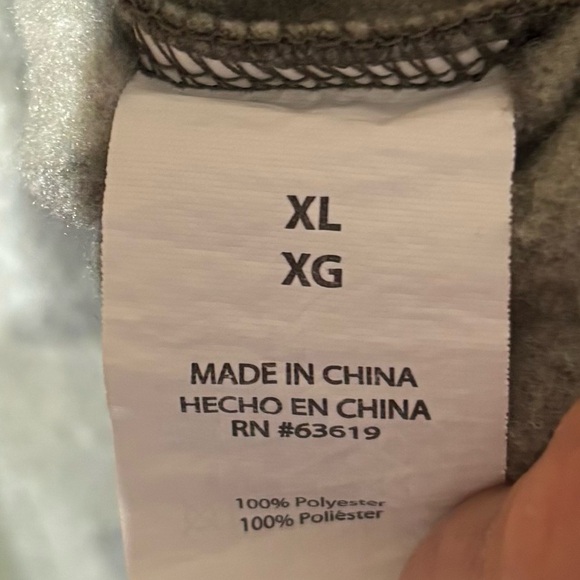 XL
XG
MADE IN CHINA
HECHO EN CHINA
RN #63619
100% Polyester
100% Poliéster